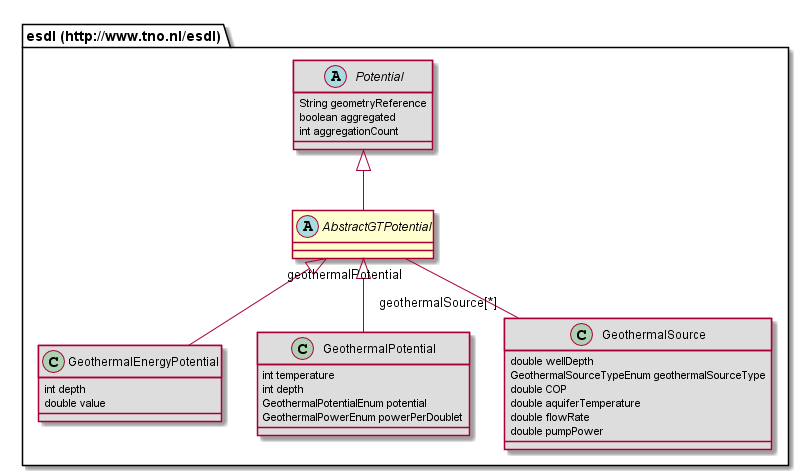 esdl (http://www.tno.nl/esdl)
A Potential
String geometryReference
boolean aggregated
int aggregationCount
A AbstractGTPotential
geothermalPotential
geothermalSource[*]
C GeothermalEnergyPotential
int depth
double value
C GeothermalPotential
int temperature
int depth
GeothermalPotentialEnum potential
GeothermalPowerEnum powerPerDoublet
C GeothermalSource
double wellDepth
GeothermalSourceTypeEnum geothermalSourceType
double COP
double aquiferTemperature
double flowRate
double pumpPower